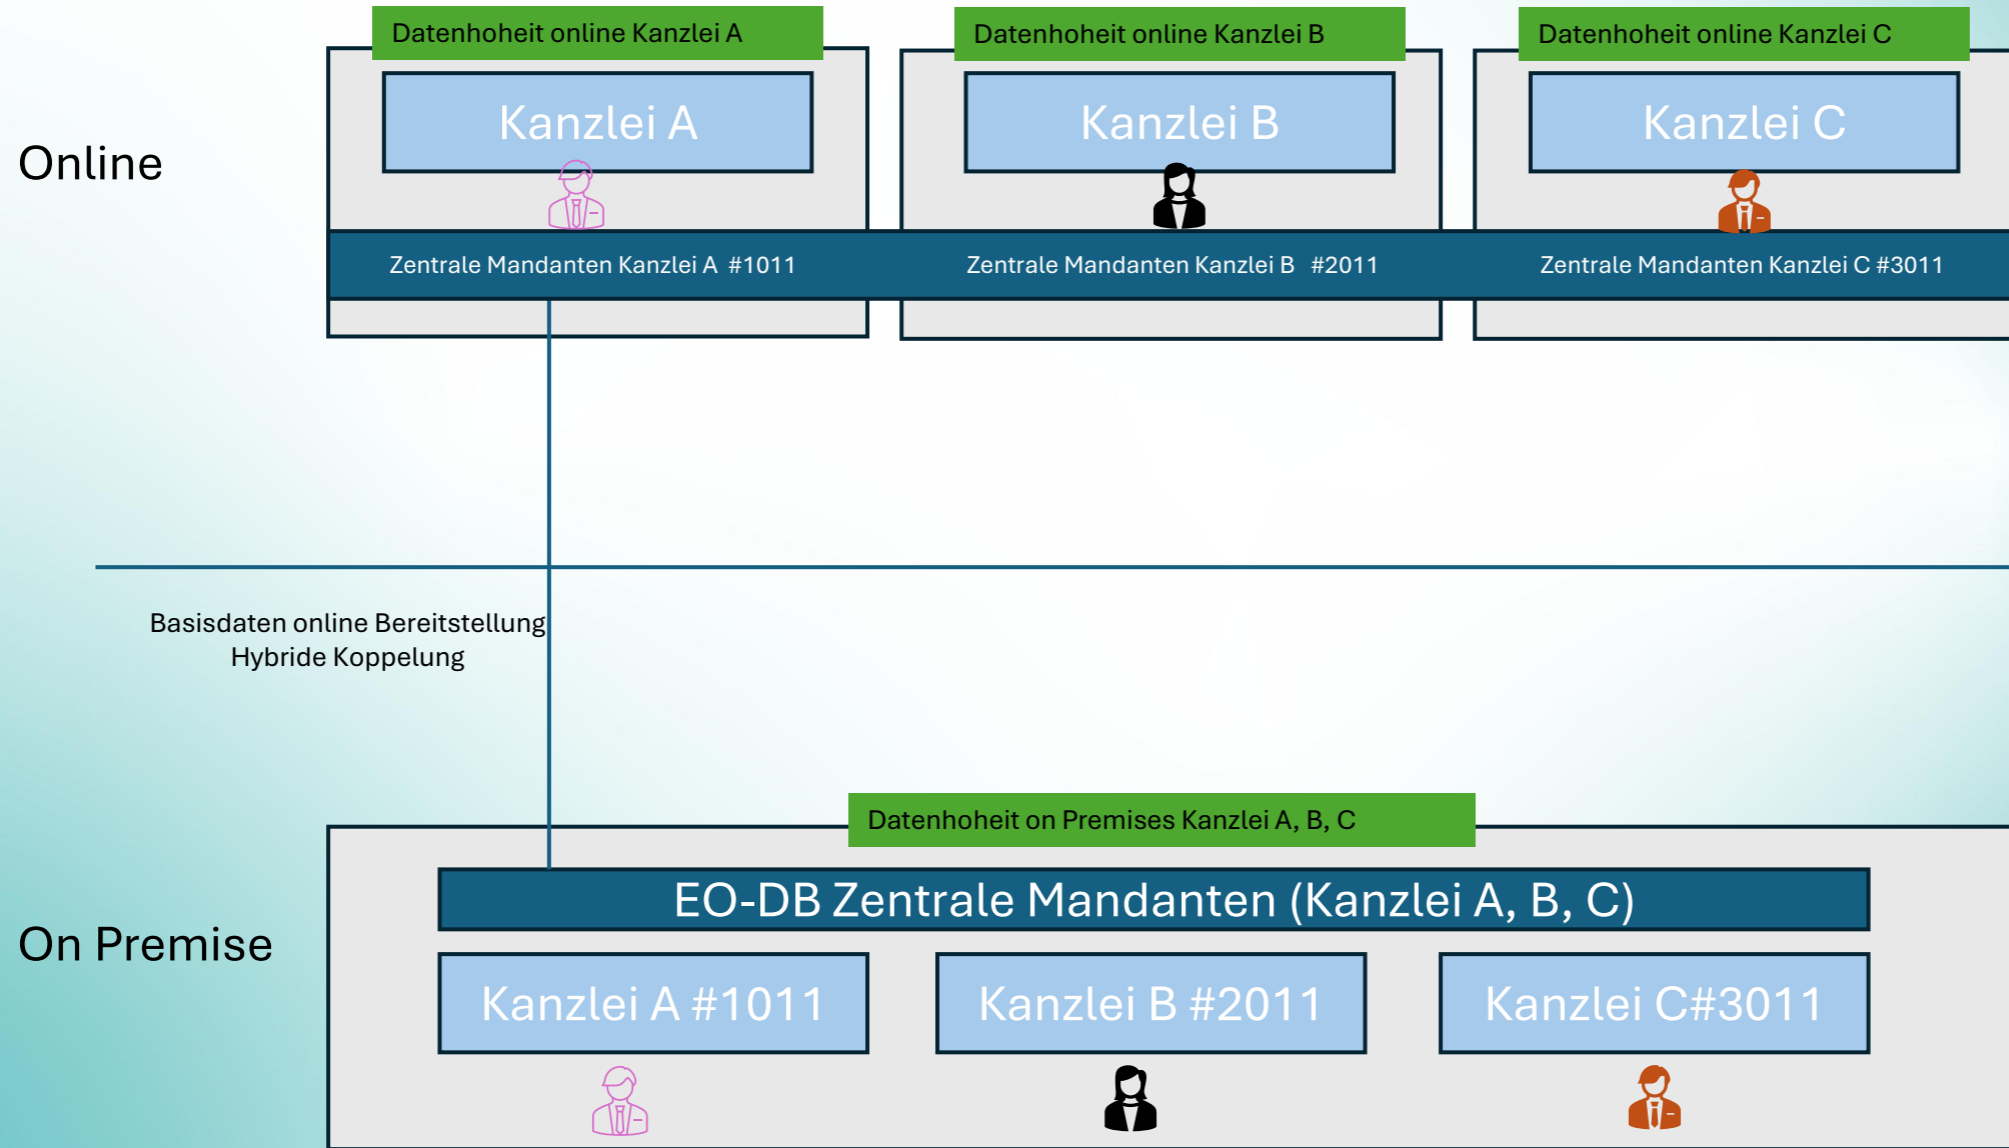 Datenhoheit online Kanzlei A
Datenhoheit online Kanzlei B
Datenhoheit online Kanzlei C
Kanzlei A
Kanzlei B
Kanzlei C
Online
Zentrale Mandanten Kanzlei A #1011
Zentrale Mandanten Kanzlei B #2011
Zentrale Mandanten Kanzlei C #3011
Basisdaten online Bereitstellung
Hybride Koppelung
Datenhoheit on Premises Kanzlei A, B, C
EO-DB Zentrale Mandanten (Kanzlei A, B, C)
On Premise
Kanzlei A #1011
Kanzlei B #2011
Kanzlei C#3011